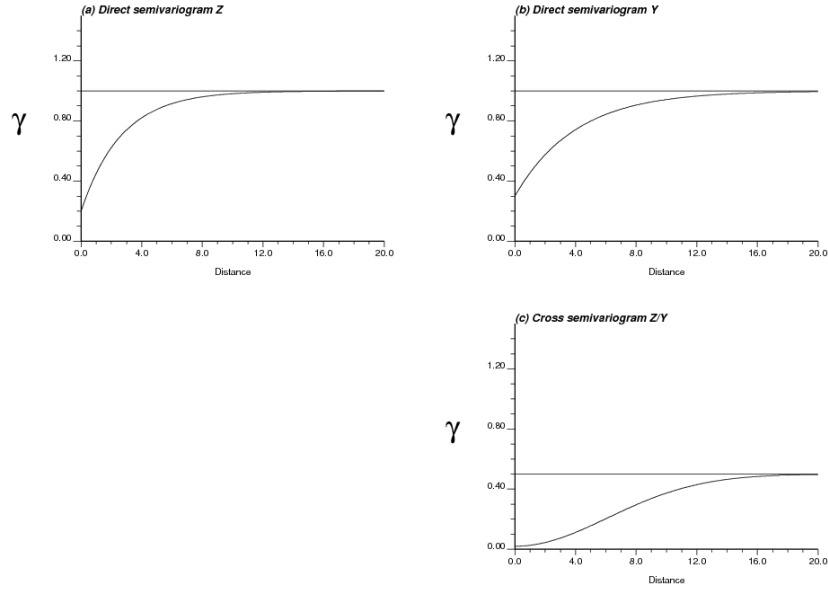 (a) Direct semivariogram Z
γ
1.20
0.80
0.40
0.00
0.0 4.0 8.0 12.0 16.0 20.0
Distance
(b) Direct semivariogram Y
γ
1.20
0.80
0.40
0.00
0.0 4.0 8.0 12.0 16.0 20.0
Distance
(c) Cross semivariogram Z/Y
γ
1.20
0.80
0.40
0.00
0.0 4.0 8.0 12.0 16.0 20.0
Distance